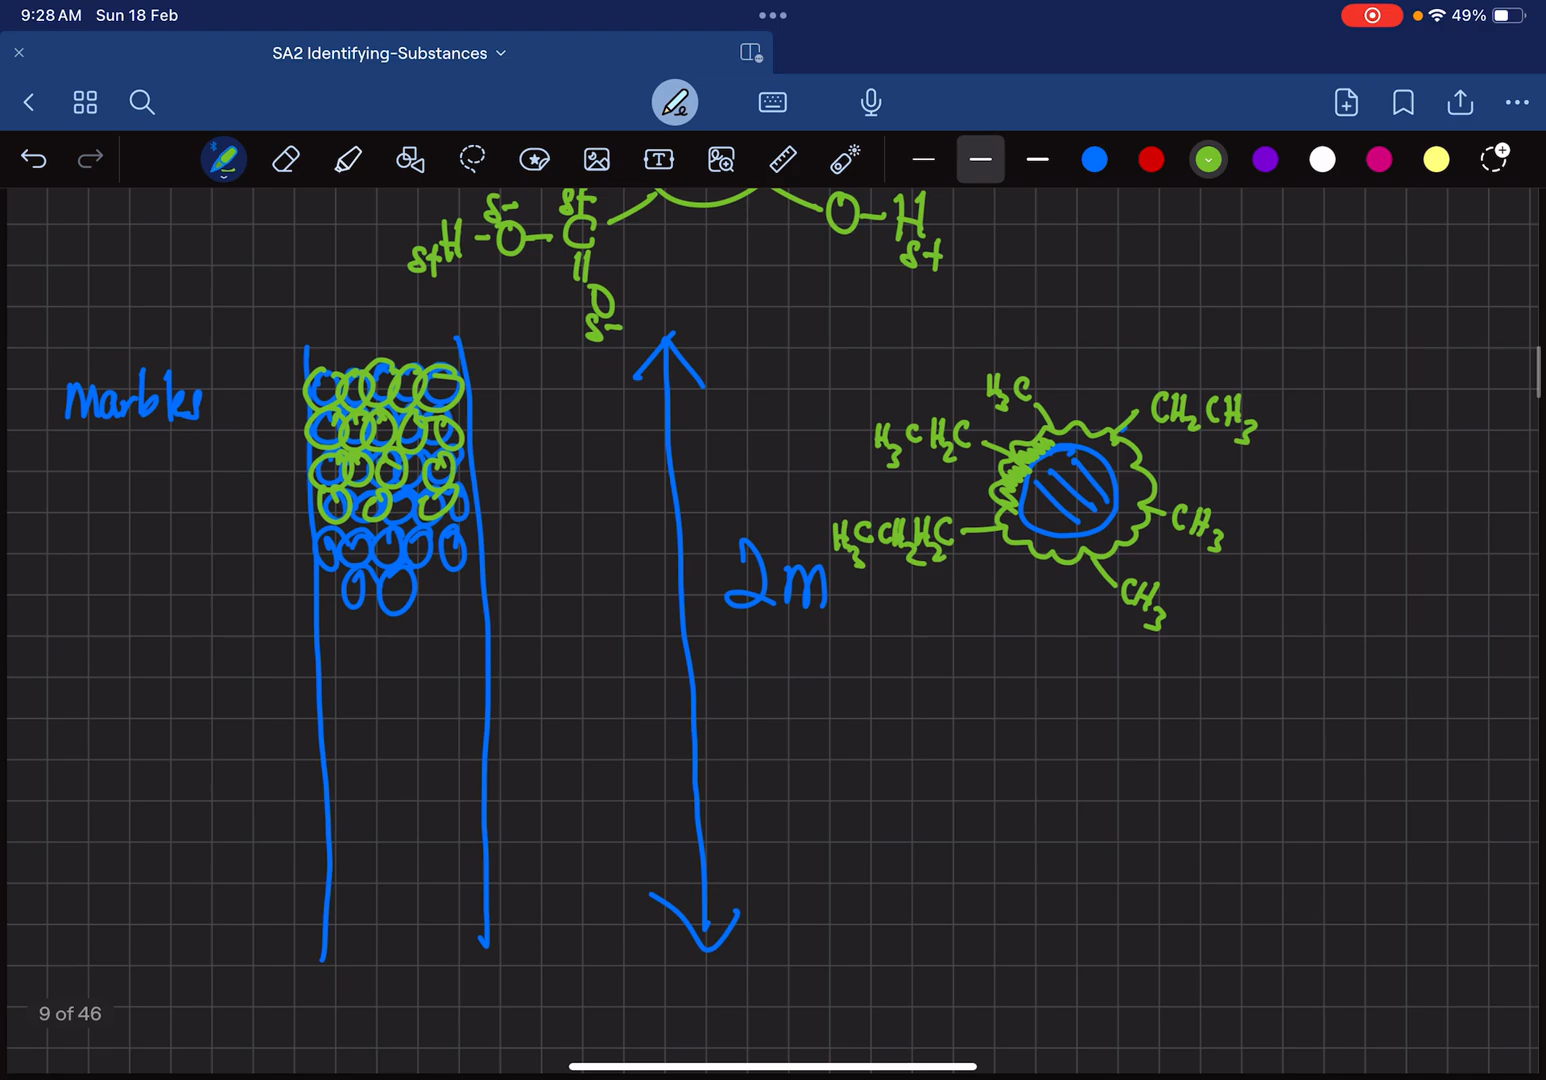 9:28 AM Sun 18 Feb
49%
SA2 Identifying-Substances
T
δ- δ+
δ+ H - O - C
O - H
δ+
O
δ-
Marbles
H3C
CH2CH3
H3CH2C
CH3
H3CCH2H2C
2m
CH3
9 of 46